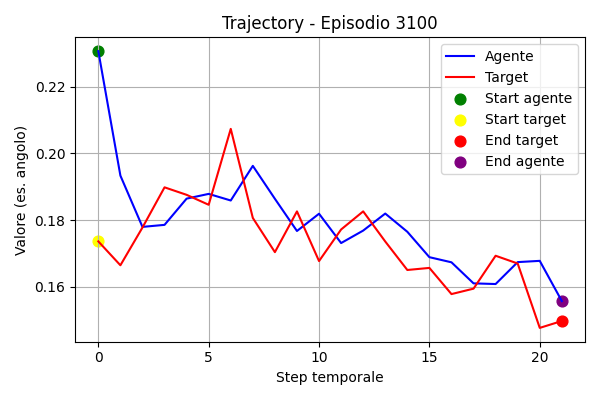 Trajectory - Episodio 3100
Agente
Target
Start agente
Start target
End target
End agente
Valore (es. angolo)
0.22
0.20
0.18
0.16
0
5
10
15
20
Step temporale